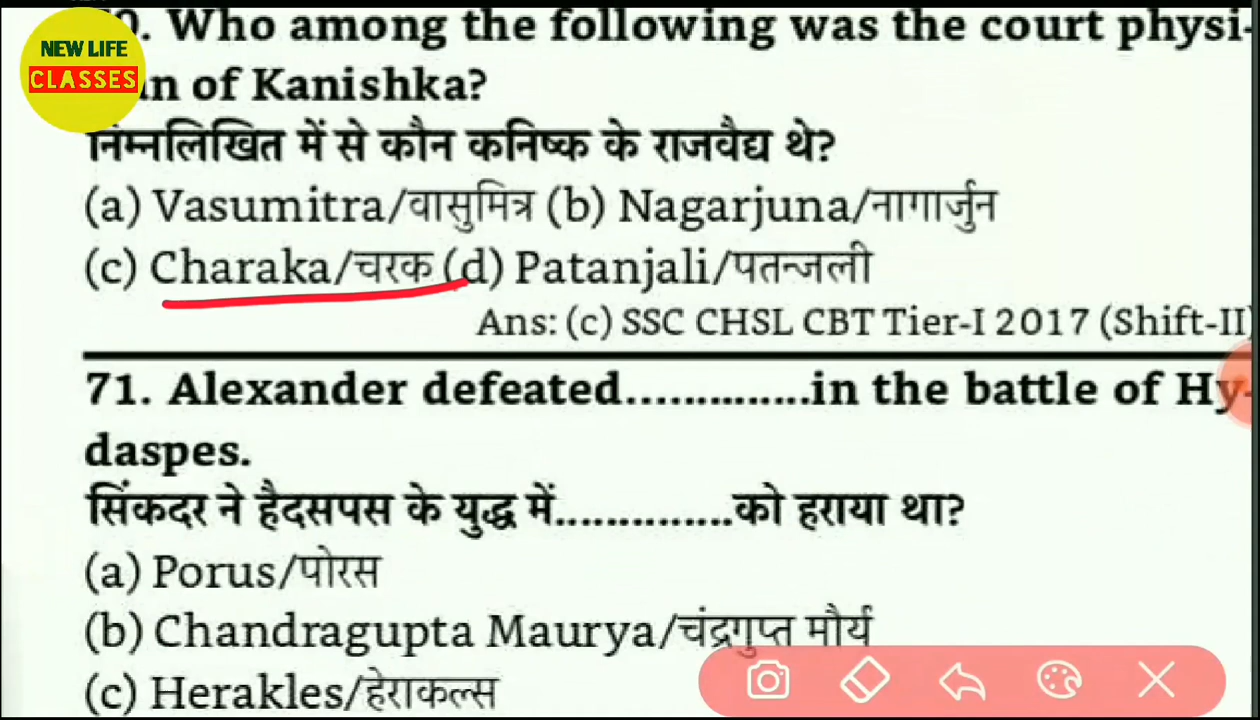 NEW LIFE
CLASSES
0. Who among the following was the court physi-
an of Kanishka?
निम्नलिखित में से कौन कनिष्क के राजवैद्य थे?
(a) Vasumitra/वासुमित्र (b) Nagarjuna/नागार्जुन
(c) Charaka/चरक (d) Patanjali/पतन्जली
Ans: (c) SSC CHSL CBT Tier-I 2017 (Shift-II)
71. Alexander defeated..............in the battle of Hy-
daspes.
सिंकदर ने हैदसपस के युद्ध में..............को हराया था?
(a) Porus/पोरस
(b) Chandragupta Maurya/चंद्रगुप्त मौर्य
(c) Herakles/हेराकल्स